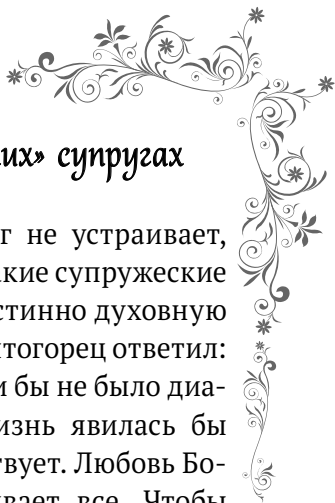 их» супругах
г не устраивает,
акие супружеские
стинно духовную
тогорец ответил:
и бы не было диа-
изнь явилась бы
твует. Любовь Бо-
вает все. Чтобы